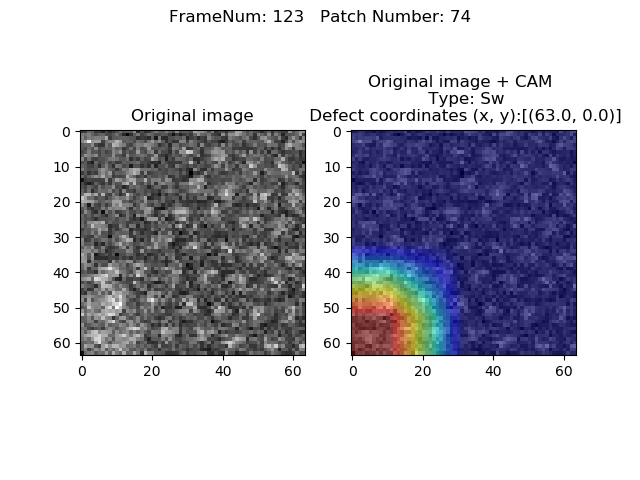 FrameNum: 123   Patch Number: 74
Original image
0
10
20
30
40
50
60
0 20 40 60
Original image + CAM
Type: Sw
Defect coordinates (x, y):[(63.0, 0.0)]
0
10
20
30
40
50
60
0 20 40 60